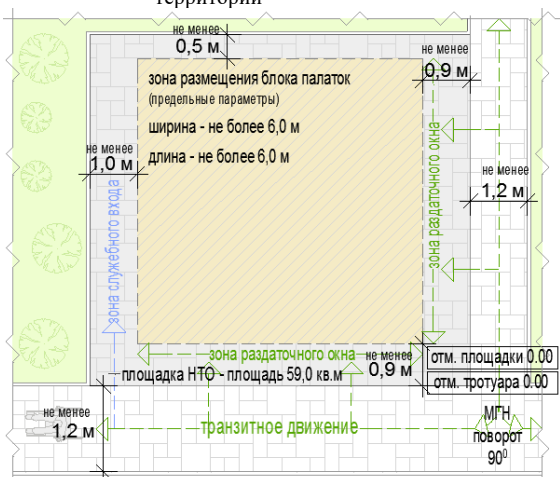 территории
не менее
0,5 м
не менее
0,9 м
зона размещения блока палаток
(предельные параметры)
ширина - не более 6,0 м
длина - не более 6,0 м
не менее
1,0 м
не менее
1,2 м
зона служебного входа
зона раздаточного окна
зона раздаточного окна
не менее
0,9 м
отм. площадки 0.00
площадка НТО - площадь 59,0 кв.м
отм. тротуара 0.00
не менее
1,2 м
транзитное движение
МГН
поворот
90⁰